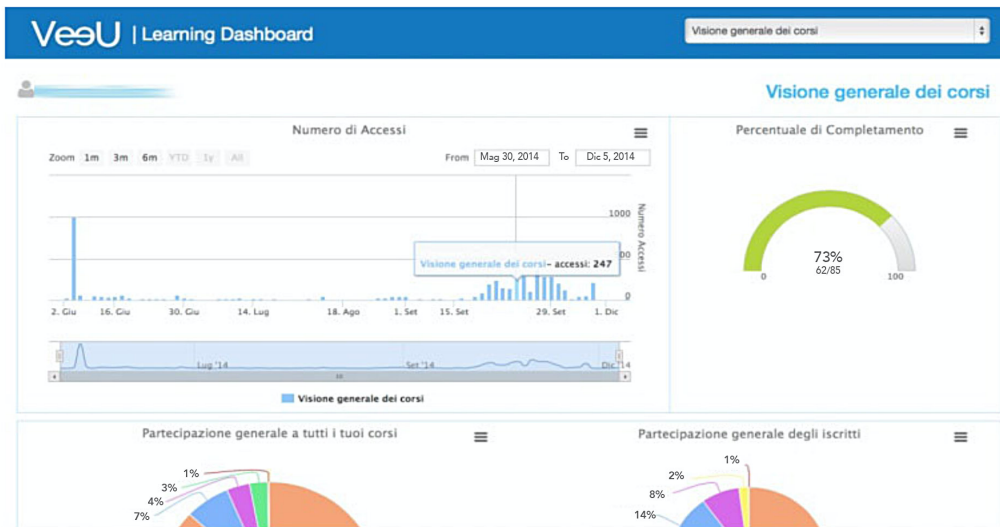 VeeU | Learning Dashboard
Visione generale dei corsi
Visione generale dei corsi
Numero di Accessi
Zoom 1m 3m 6m YTD 1y All
From Mag 30, 2014 To Dic 5, 2014
1000
Visione generale dei corsi- accessi: 247
00
0
Numero Accessi
2. Giu 16. Giu 30. Giu 14. Lug 18. Ago 1. Set 15. Set 29. Set 1. Dic
Lug '14 Set '14 Dic '14
Visione generale dei corsi
Percentuale di Completamento
73%
62/85
0 100
Partecipazione generale a tutti i tuoi corsi
1%
3%
4%
7%
Partecipazione generale degli iscritti
1%
2%
8%
14%